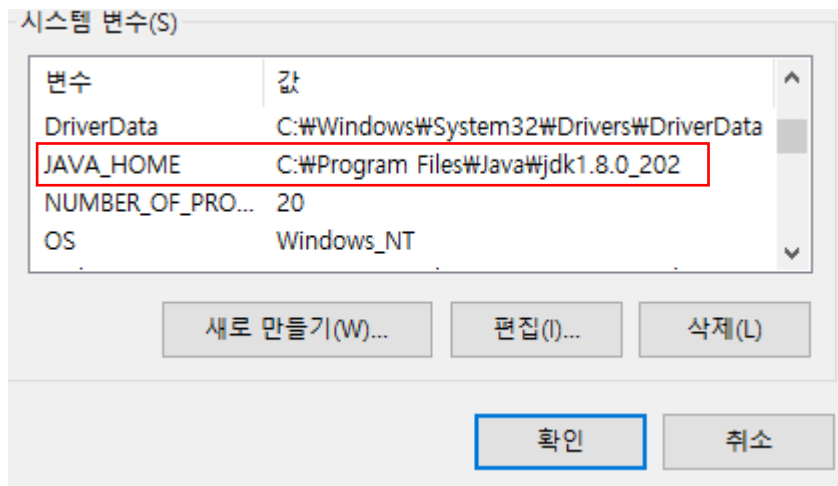 시스템 변수(S)
변수 값
DriverData C:₩Windows₩System32₩Drivers₩DriverData
JAVA_HOME C:₩Program Files₩Java₩jdk1.8.0_202
NUMBER_OF_PRO... 20
OS Windows_NT
새로 만들기(W)... 편집(I)... 삭제(L)
확인 취소